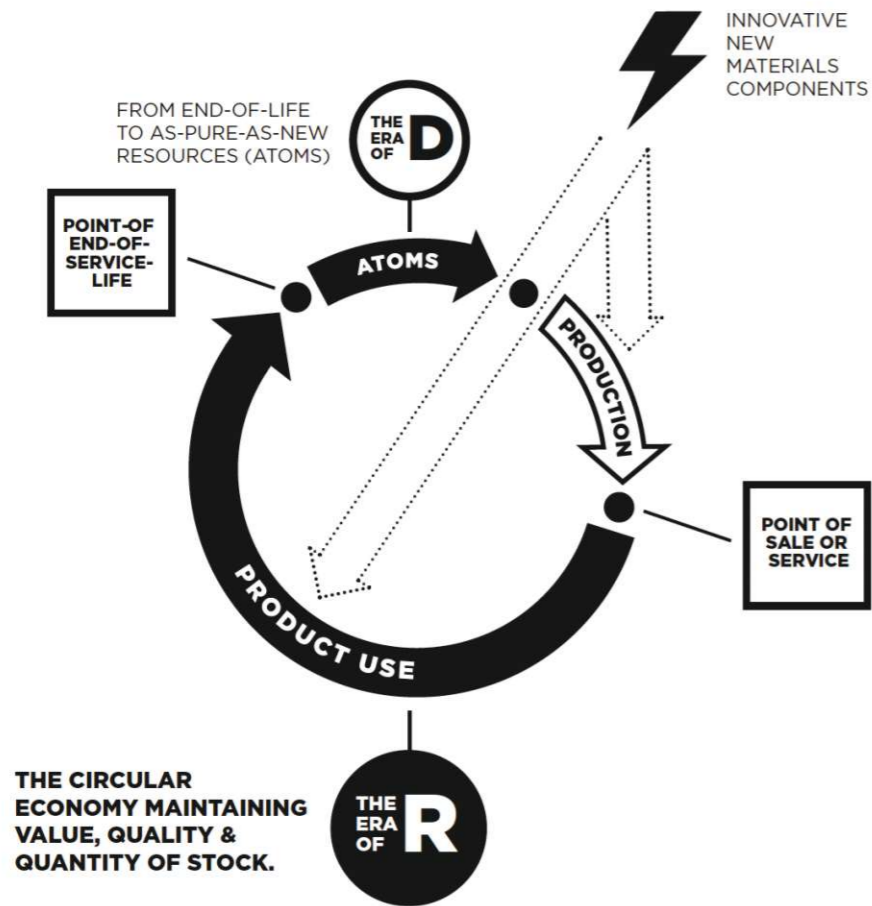 INNOVATIVE
NEW
MATERIALS
COMPONENTS
FROM END-OF-LIFE
TO AS-PURE-AS-NEW
RESOURCES (ATOMS)
THE
ERA
OF
D
POINT-OF
END-OF-
SERVICE-
LIFE
ATOMS
PRODUCTION
POINT OF
SALE OR
SERVICE
PRODUCT USE
THE CIRCULAR
ECONOMY MAINTAINING
VALUE, QUALITY &
QUANTITY OF STOCK.
THE
ERA
OF
R